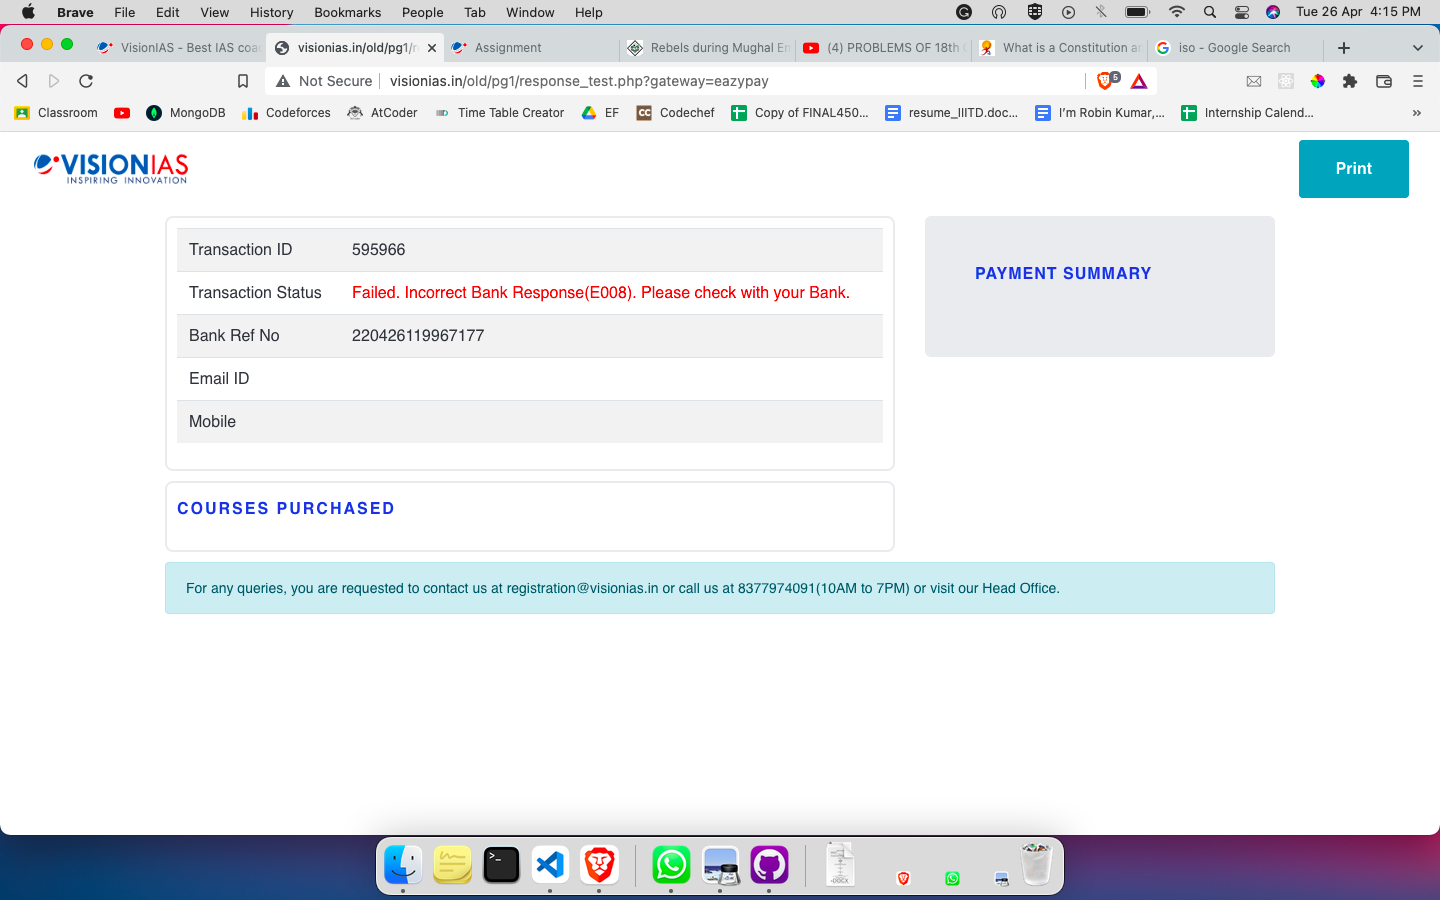 Brave File Edit View History Bookmarks People Tab Window Help Tue 26 Apr 4:15 PM
VisionIAS - Best IAS coac visionias.in/old/pg1/r Assignment Rebels during Mughal Em (4) PROBLEMS OF 18th What is a Constitution an iso - Google Search
Not Secure visionias.in/old/pg1/response_test.php?gateway=eazypay 5
Classroom MongoDB Codeforces AtCoder Time Table Creator EF CC Codechef Copy of FINAL450... resume_IIITD.doc... I'm Robin Kumar,... Internship Calend... »
VISIONIAS
INSPIRING INNOVATION
Print
Transaction ID 595966
Transaction Status Failed. Incorrect Bank Response(E008). Please check with your Bank.
Bank Ref No 220426119967177
Email ID
Mobile
PAYMENT SUMMARY
COURSES PURCHASED
For any queries, you are requested to contact us at registration@visionias.in or call us at 8377974091(10AM to 7PM) or visit our Head Office.
DOCX